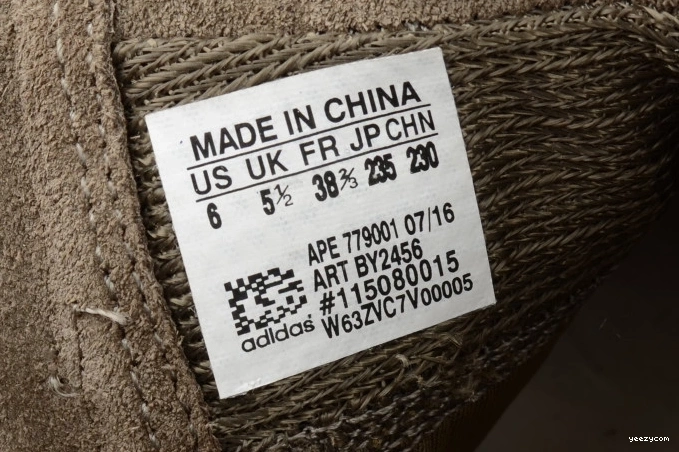 MADE IN CHINA
US UK FR JP CHN
6 5½ 38⅔ 235 230
APE 779001 07/16
ART BY2456
#115080015
W63ZVC7V00005
adidas
yeezycom